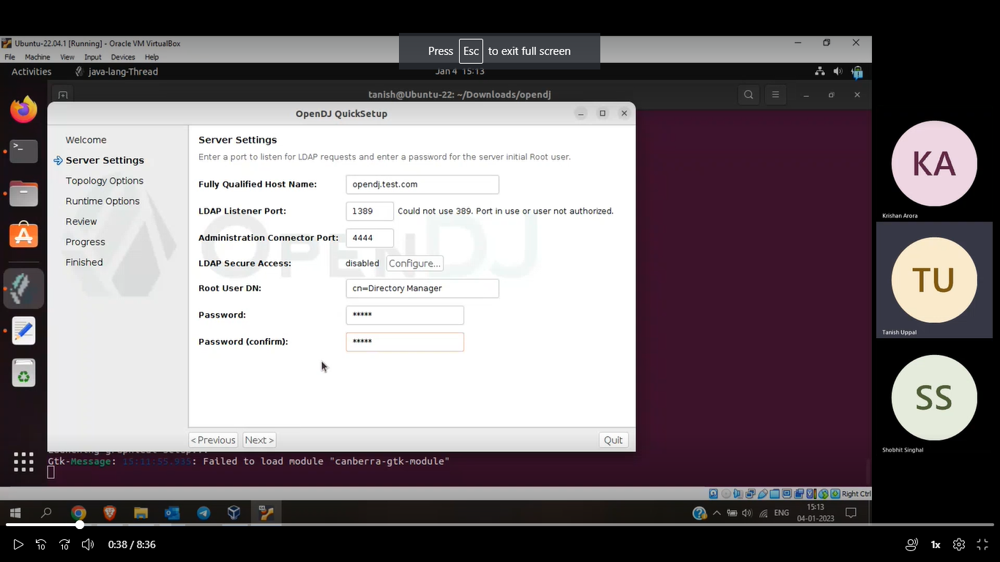 Ubuntu-22.04.1 [Running] - Oracle VM VirtualBox
File Machine View Input Devices Help
Press Esc to exit full screen
Activities java-lang-Thread Jan 4 15:13
tanish@Ubuntu-22: ~/Downloads/opendj
OpenDJ QuickSetup
Welcome
Server Settings
Topology Options
Runtime Options
Review
Progress
Finished
Server Settings
Enter a port to listen for LDAP requests and enter a password for the server initial Root user.
Fully Qualified Host Name: opendj.test.com
LDAP Listener Port: 1389 Could not use 389. Port in use or user not authorized.
Administration Connector Port: 4444
LDAP Secure Access: disabled Configure...
Root User DN: cn=Directory Manager
Password: *****
Password (confirm): *****
OPENDJ
< Previous Next > Quit
Launching graphical setup...
Gtk-Message: 15:11:55.935: Failed to load module "canberra-gtk-module"
Right Ctrl
ENG
15:13
04-01-2023
KA
Krishan Arora
TU
Tanish Uppal
SS
Shobhit Singhal
10 10 0:38 / 8:36 1x